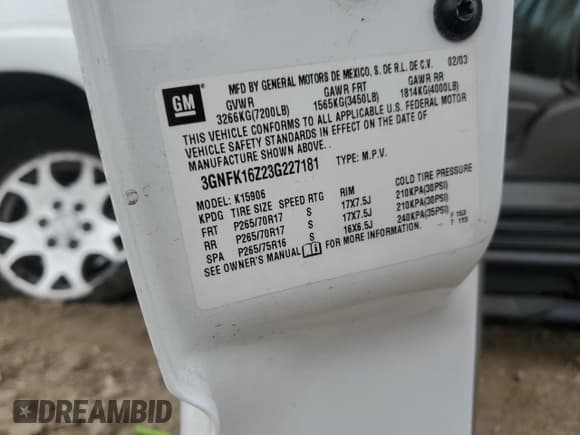 MFD BY GENERAL MOTORS DE MEXICO, S. DE R.L. DE C.V. 02/03
GM
GVWR GAWR FRT GAWR RR
3266KG(7200LB) 1565KG(3450LB) 1814KG(4000LB)
THIS VEHICLE CONFORMS TO ALL APPLICABLE U.S. FEDERAL MOTOR
VEHICLE SAFETY STANDARDS IN EFFECT ON THE DATE OF
MANUFACTURE SHOWN ABOVE.
3GNFK16Z23G227181 TYPE: M.P.V.
MODEL: K15906
KPDG TIRE SIZE SPEED RTG RIM COLD TIRE PRESSURE
FRT P265/70R17 S 17X7.5J 210KPA(30PSI)
RR P265/70R17 S 17X7.5J 210KPA(30PSI)
SPA P265/75R16 S 16X6.5J 240KPA(35PSI)
SEE OWNER'S MANUAL FOR MORE INFORMATION.
DREAMBID